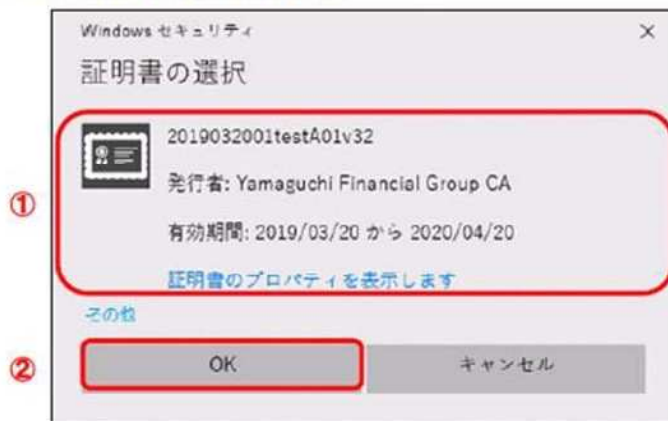 Windows セキュリティ
証明書の選択
2019032001testA01v32
発行者: Yamaguchi Financial Group CA
①
有効期間: 2019/03/20 から 2020/04/20
証明書のプロパティを表示します
その他
② OK キャンセル